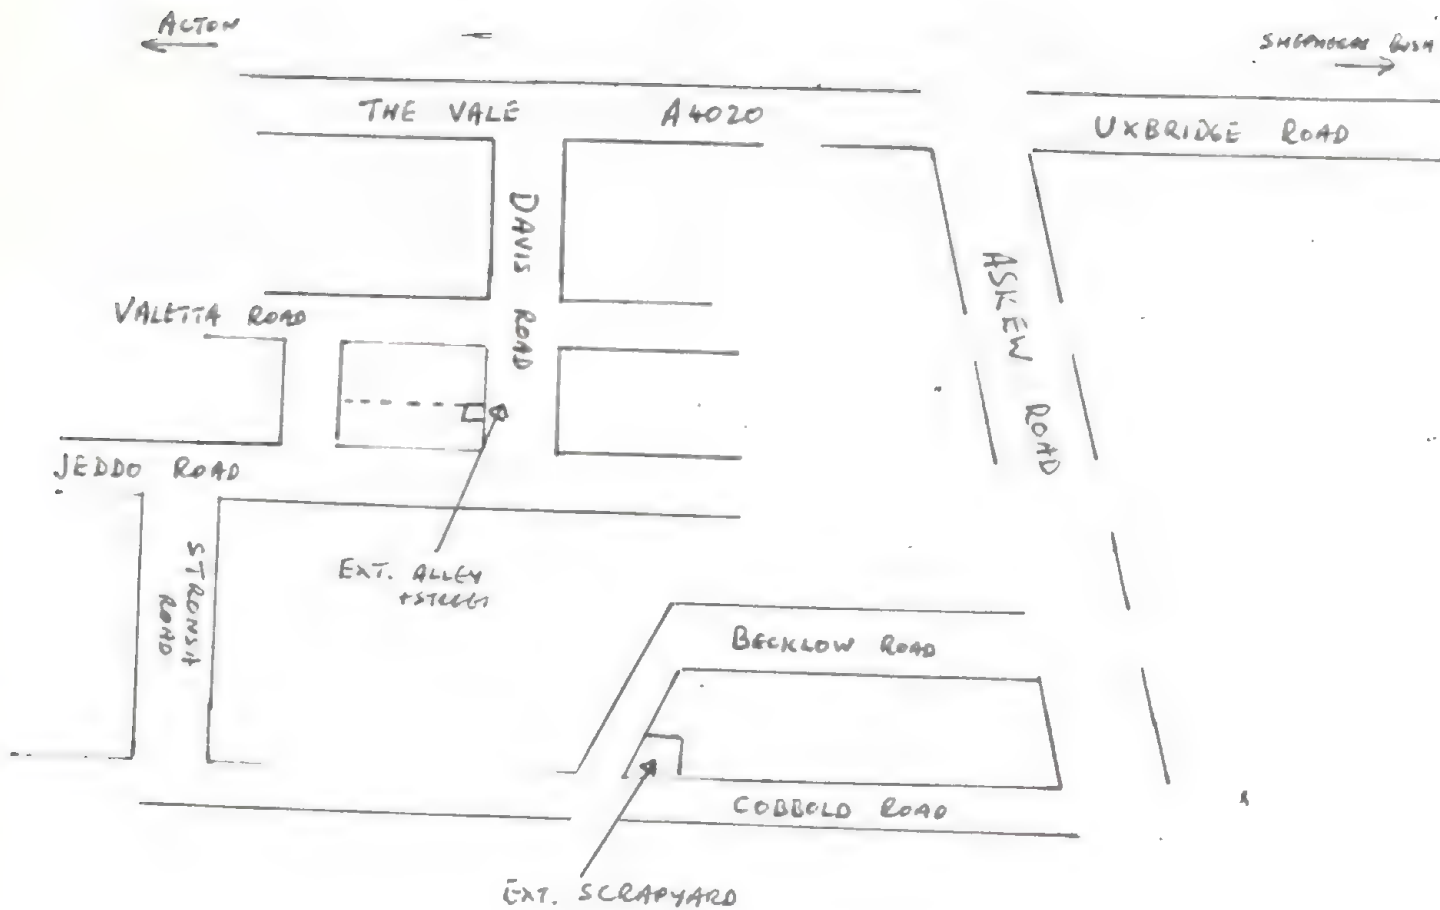 ACTON
SHEPHERDS BUSH
THE VALE A4020
UXBRIDGE ROAD
DAVIS ROAD
ASKEW ROAD
VALETTA ROAD
JEDDO ROAD
STRONSA
ROAD
EXT. ALLEY
+STREET
BECKLOW ROAD
COBBOLD ROAD
EXT. SCRAPYARD